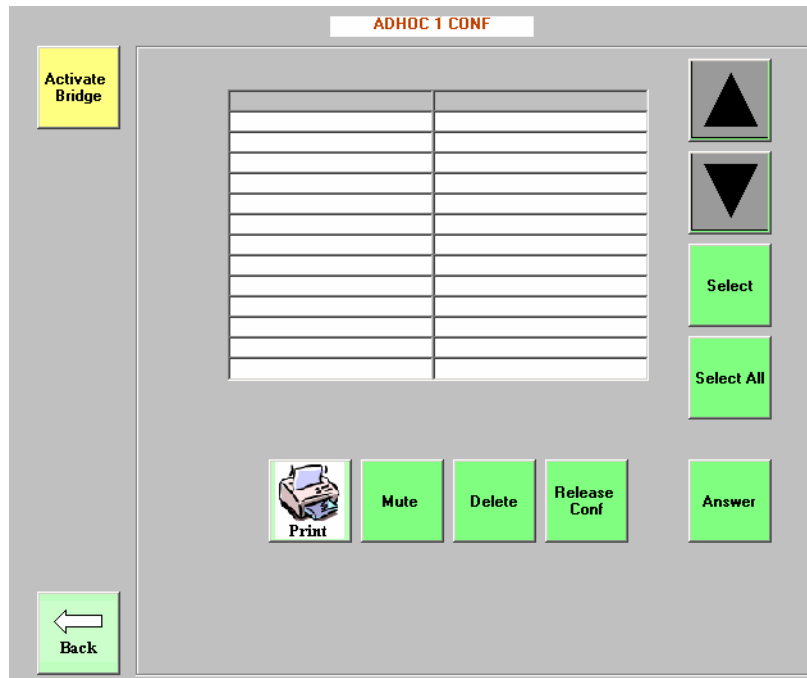 ADHOC 1 CONF
Activate
Bridge
Select
Select All
Print
Mute
Delete
Release
Conf
Answer
Back